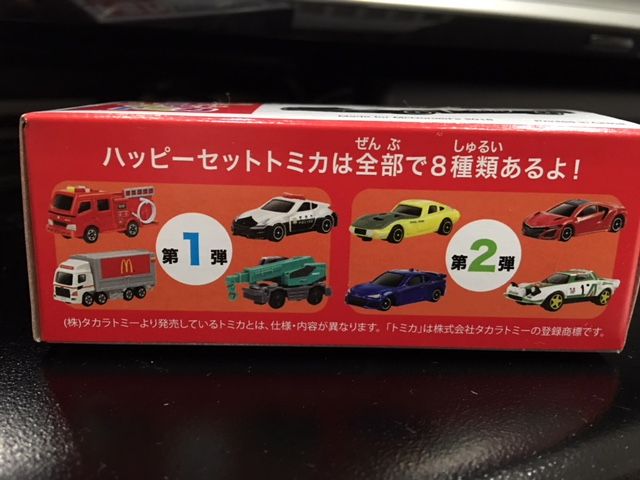 ぜんぶ しゅるい
ハッピーセットトミカは全部で8種類あるよ!
第1弾
第2弾
(株)タカラトミーより発売しているトミカとは、仕様・内容が異なります。「トミカ」は株式会社タカラトミーの登録商標です。